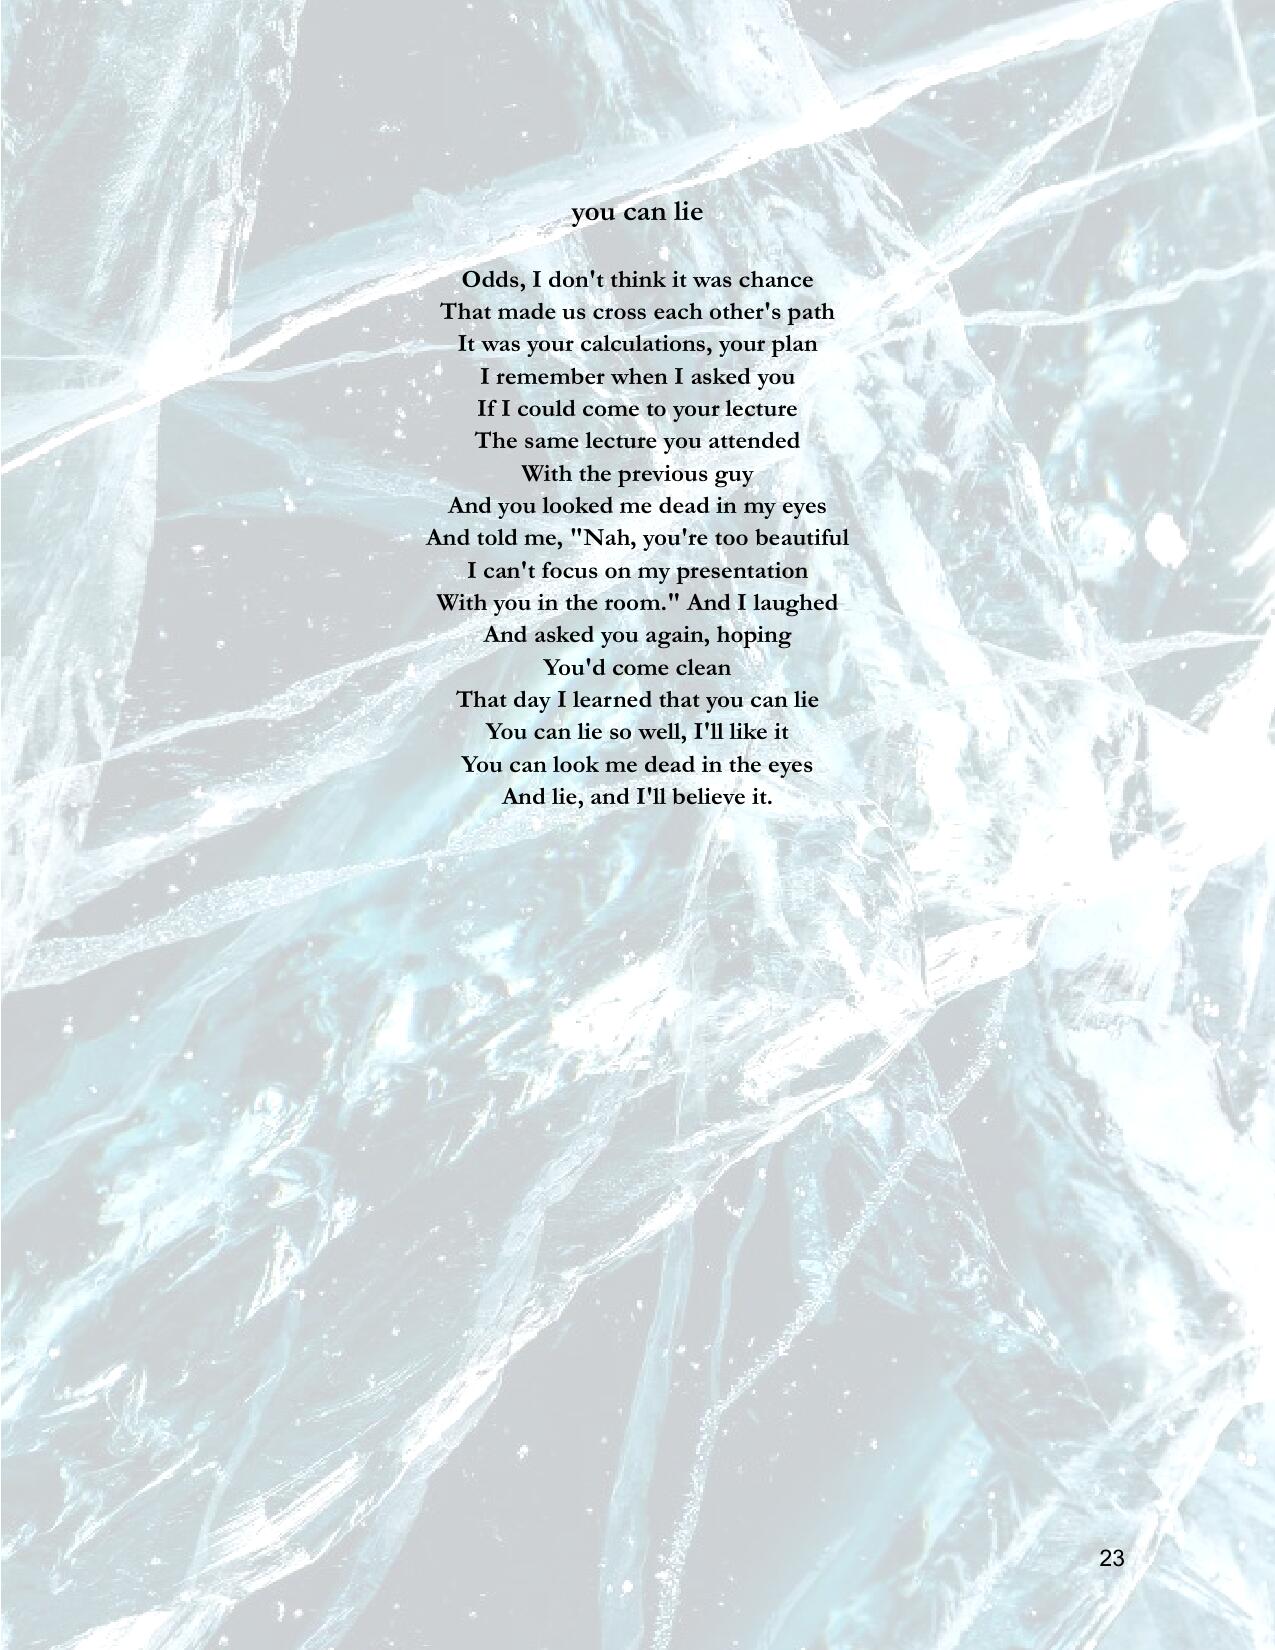 you can lie
Odds, I don't think it was chance
That made us cross each other's path
It was your calculations, your plan
I remember when I asked you
If I could come to your lecture
The same lecture you attended
With the previous guy
And you looked me dead in my eyes
And told me, "Nah, you're too beautiful
I can't focus on my presentation
With you in the room." And I laughed
And asked you again, hoping
You'd come clean
That day I learned that you can lie
You can lie so well, I'll like it
You can look me dead in the eyes
And lie, and I'll believe it.
23